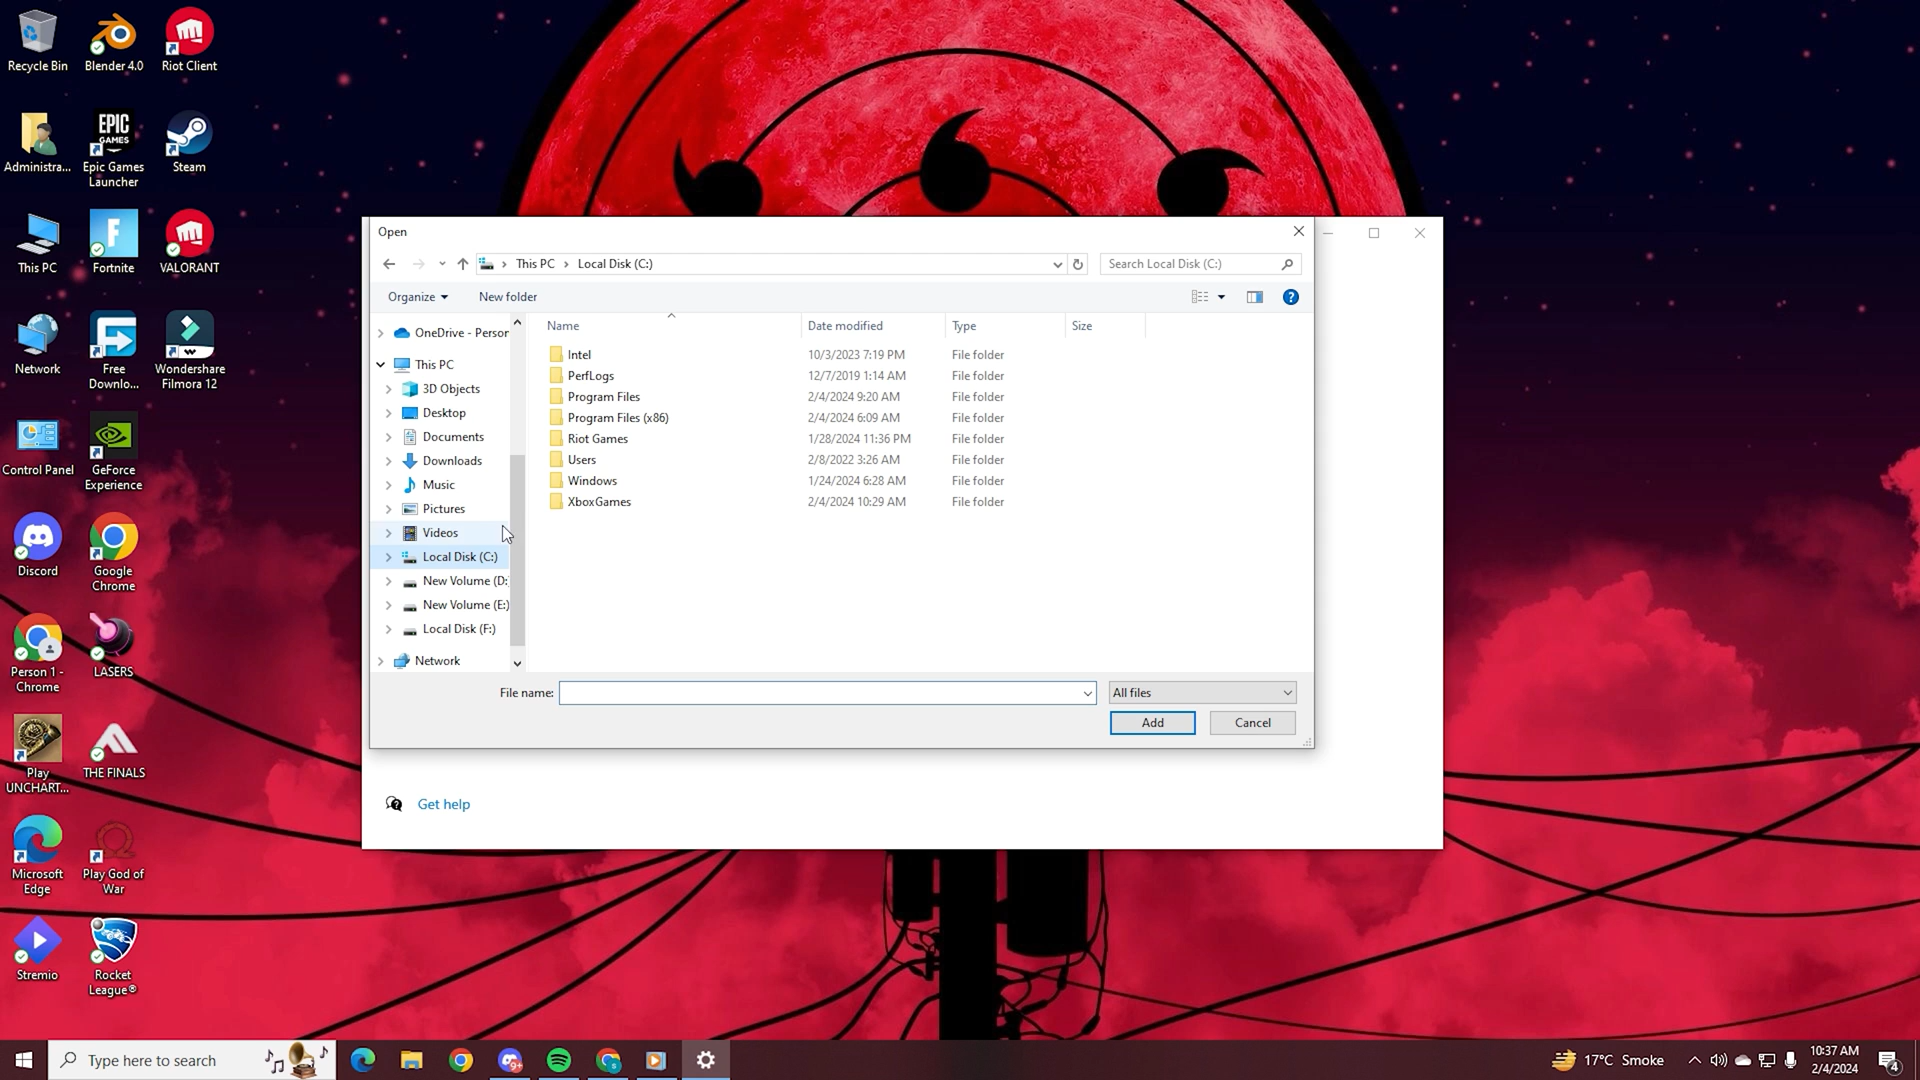 Recycle Bin
Blender 4.0
Riot Client
Administra...
EPIC
GAMES
Epic Games
Launcher
Steam
This PC
F
Fortnite
VALORANT
Network
Free
Downlo...
Wondershare
Filmora 12
Control Panel
GeForce
Experience
Discord
Google
Chrome
Person 1 -
Chrome
LASERS
Play
UNCHART...
THE FINALS
Microsoft
Edge
Play God of
War
Stremio
Rocket
League®
Open
This PC > Local Disk (C:)
Search Local Disk (C:)
Organize
New folder
?
OneDrive - Person
This PC
3D Objects
Desktop
Documents
Downloads
Music
Pictures
Videos
Local Disk (C:)
New Volume (D:
New Volume (E:)
Local Disk (F:)
Network
Name Date modified Type Size
Intel 10/3/2023 7:19 PM File folder
PerfLogs 12/7/2019 1:14 AM File folder
Program Files 2/4/2024 9:20 AM File folder
Program Files (x86) 2/4/2024 6:09 AM File folder
Riot Games 1/28/2024 11:36 PM File folder
Users 2/8/2022 3:26 AM File folder
Windows 1/24/2024 6:28 AM File folder
XboxGames 2/4/2024 10:29 AM File folder
File name:
All files
Add
Cancel
Get help
Type here to search
9+
17°C Smoke
10:37 AM
2/4/2024
4